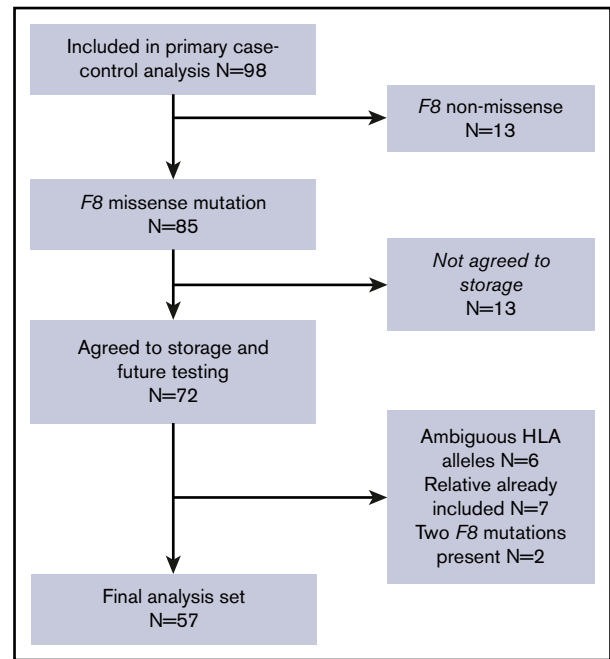 Included in primary case-
control analysis N=98
F8 non-missense
N=13
F8 missense mutation
N=85
Not agreed to
storage
N=13
Agreed to storage and
future testing
N=72
Ambiguous HLA
alleles N=6
Relative already
included N=7
Two F8 mutations
present N=2
Final analysis set
N=57